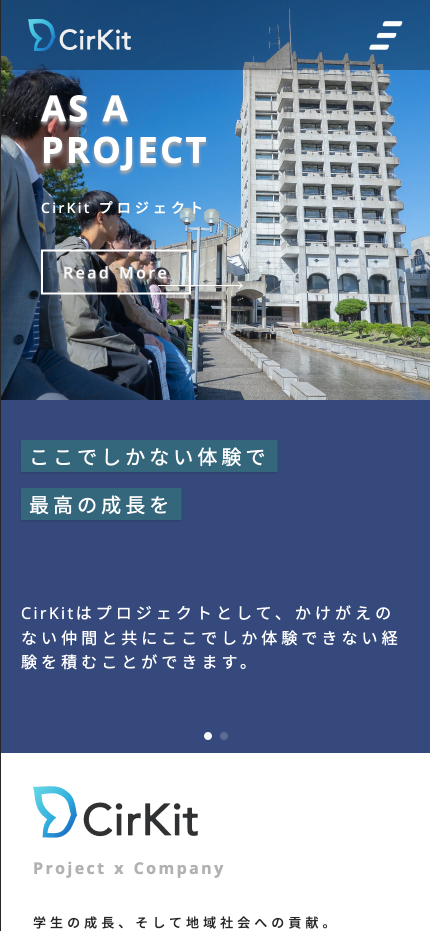 CirKit
AS A
PROJECT
CirKit プロジェクト
Read More
ここでしかない体験で
最高の成長を
CirKitはプロジェクトとして、かけがえの
ない仲間と共にここでしか体験できない経
験を積むことができます。
CirKit
Project x Company
学生の成長、そして地域社会への貢献。